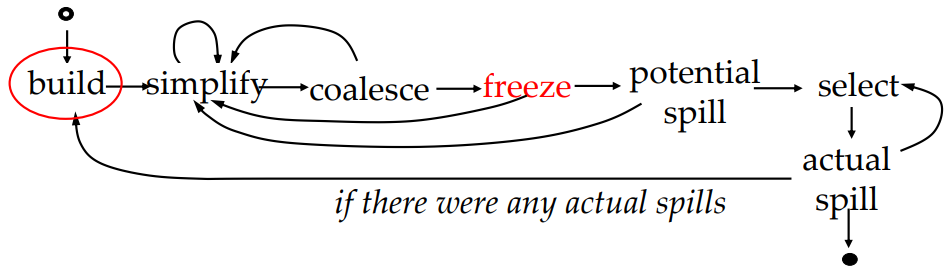 build
simplify
coalesce
freeze
potential
spill
select
actual
spill
if there were any actual spills